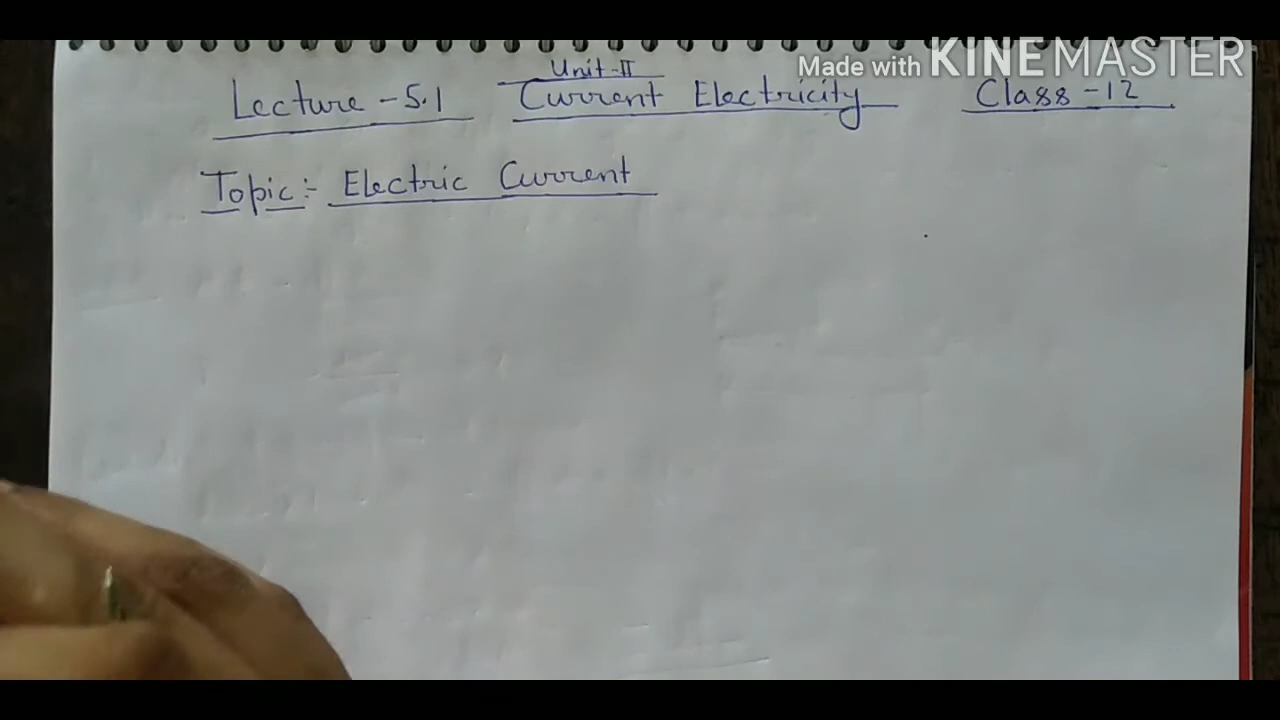 Unit-II
Made with KINEMASTER
Lecture - 5.1 Current Electricity Class - 12
Topic :- Electric Current